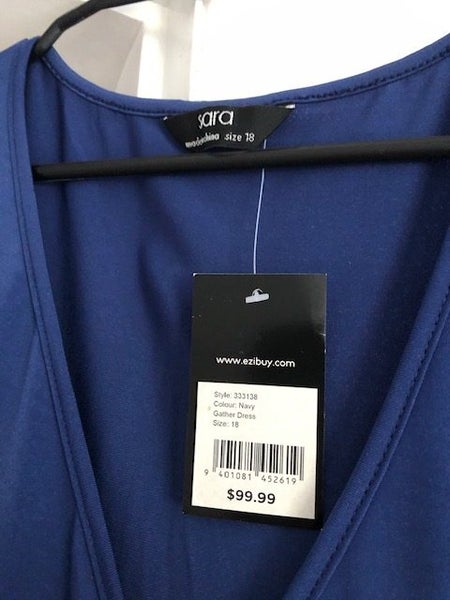 sara
made in china size 18
www.ezibuy.com
Style: 333138
Colour: Navy
Gather Dress
Size: 18
9 401081 452619
$99.99